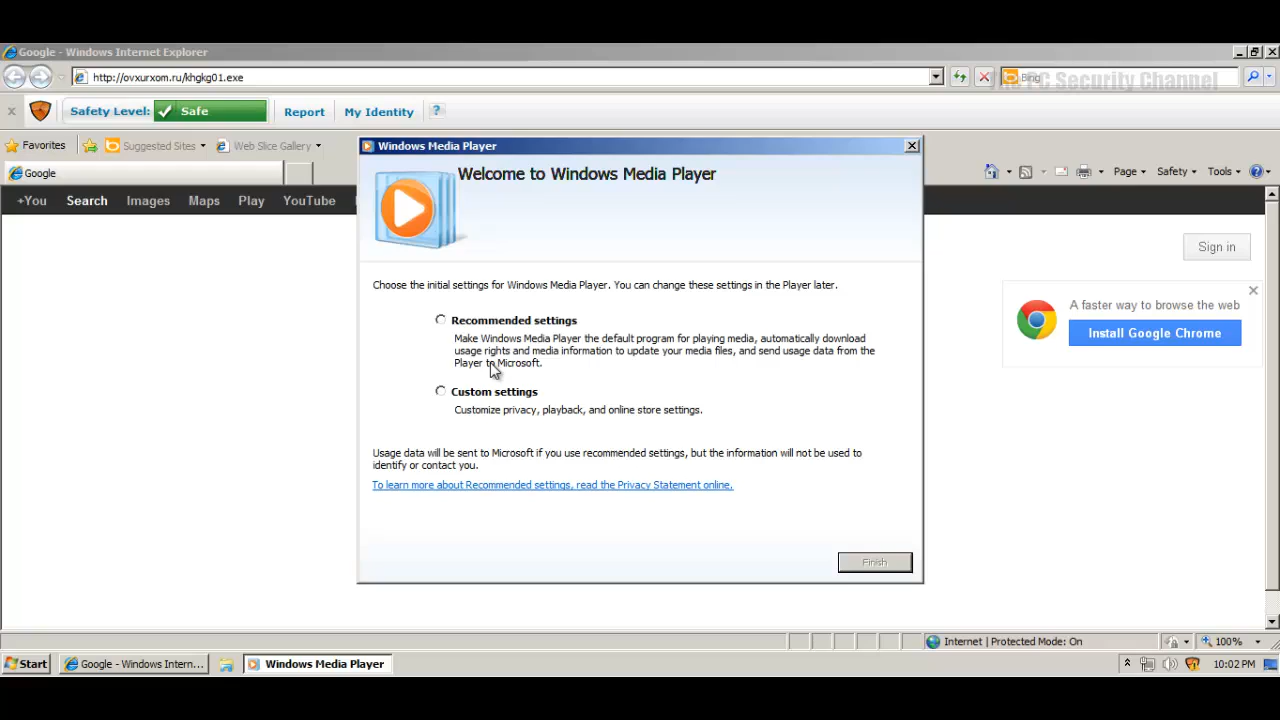 Google - Windows Internet Explorer
http://ovxurxom.ru/khgkg01.exe
Bing
The PC Security Channel
Safety Level: Safe Report My Identity ?
Favorites Suggested Sites Web Slice Gallery
Google
Page Safety Tools
+You Search Images Maps Play YouTube
Sign in
A faster way to browse the web
Install Google Chrome
Windows Media Player
Welcome to Windows Media Player
Choose the initial settings for Windows Media Player. You can change these settings in the Player later.
Recommended settings
Make Windows Media Player the default program for playing media, automatically download
usage rights and media information to update your media files, and send usage data from the
Player to Microsoft.
Custom settings
Customize privacy, playback, and online store settings.
Usage data will be sent to Microsoft if you use recommended settings, but the information will not be used to
identify or contact you.
To learn more about Recommended settings, read the Privacy Statement online.
Finish
Internet | Protected Mode: On 100%
Start Google - Windows Intern... Windows Media Player 10:02 PM